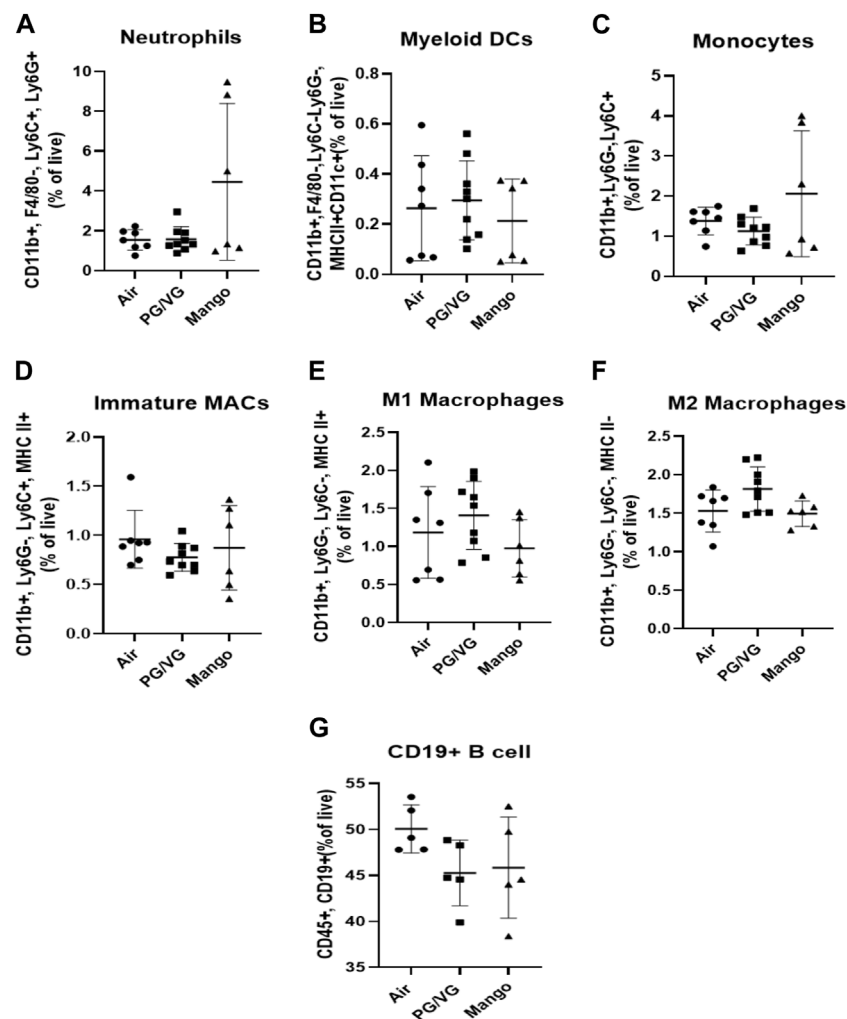 A
Neutrophils
CD11b+, F4/80-, Ly6C+, Ly6G+
(% of live)
10
8
6
4
2
0
Air
PG/VG
Mango
B
Myeloid DCs
CD11b+,F4/80-,Ly6C-Ly6G-,
MHCII+CD11c+(% of live)
0.8
0.6
0.4
0.2
0.0
Air
PG/VG
Mango
C
Monocytes
CD11b+,Ly6G-,Ly6C+
(%of live)
5
4
3
2
1
0
Air
PG/VG
Mango
D
Immature MACs
CD11b+, Ly6G-, Ly6C+, MHC II+
(% of live)
2.0
1.5
1.0
0.5
0.0
Air
PG/VG
Mango
E
M1 Macrophages
CD11b+, Ly6G-, Ly6C-, MHC II+
(% of live)
2.5
2.0
1.5
1.0
0.5
0.0
Air
PG/VG
Mango
F
M2 Macrophages
CD11b+, Ly6G-, Ly6C-, MHC II-
(% of live)
2.5
2.0
1.5
1.0
0.5
0.0
Air
PG/VG
Mango
G
CD19+ B cell
CD45+, CD19+(%of live)
55
50
45
40
35
Air
PG/VG
Mango